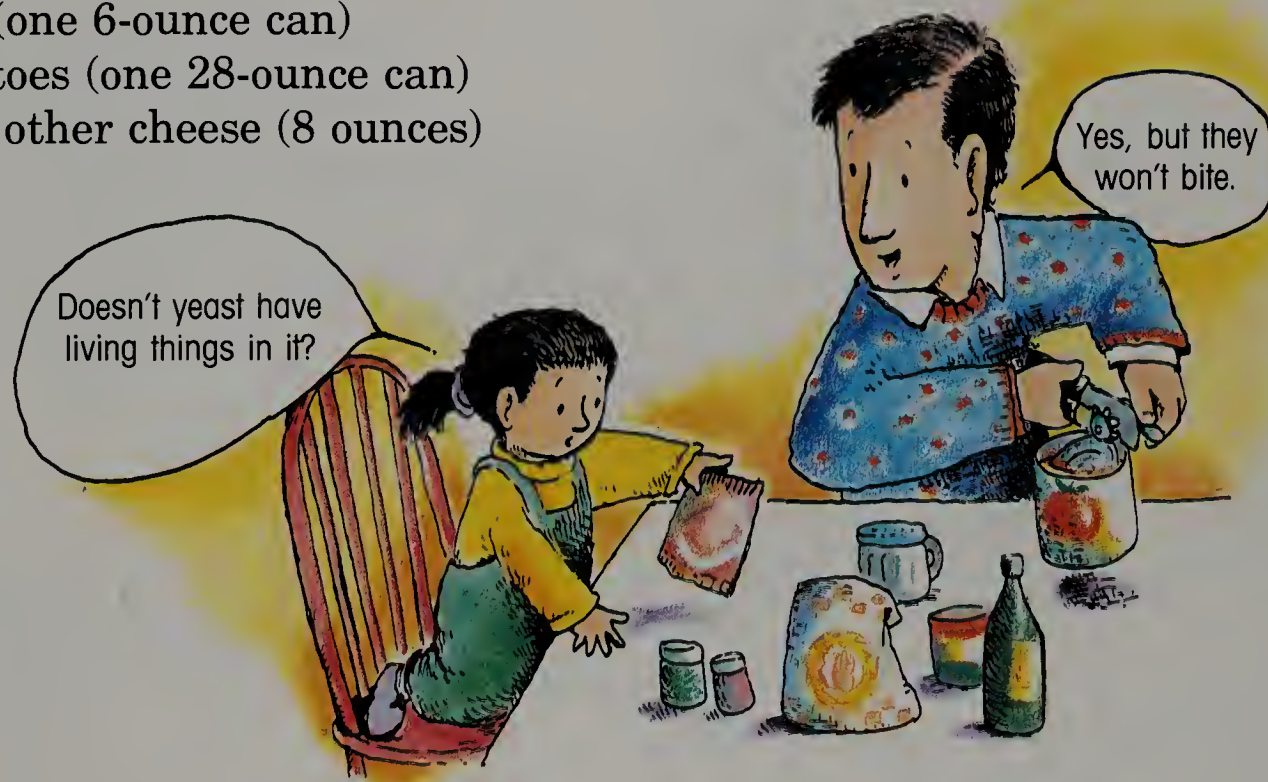 (one 6-ounce can)
toes (one 28-ounce can)
other cheese (8 ounces)
Yes, but they
won't bite.
Doesn't yeast have
living things in it?